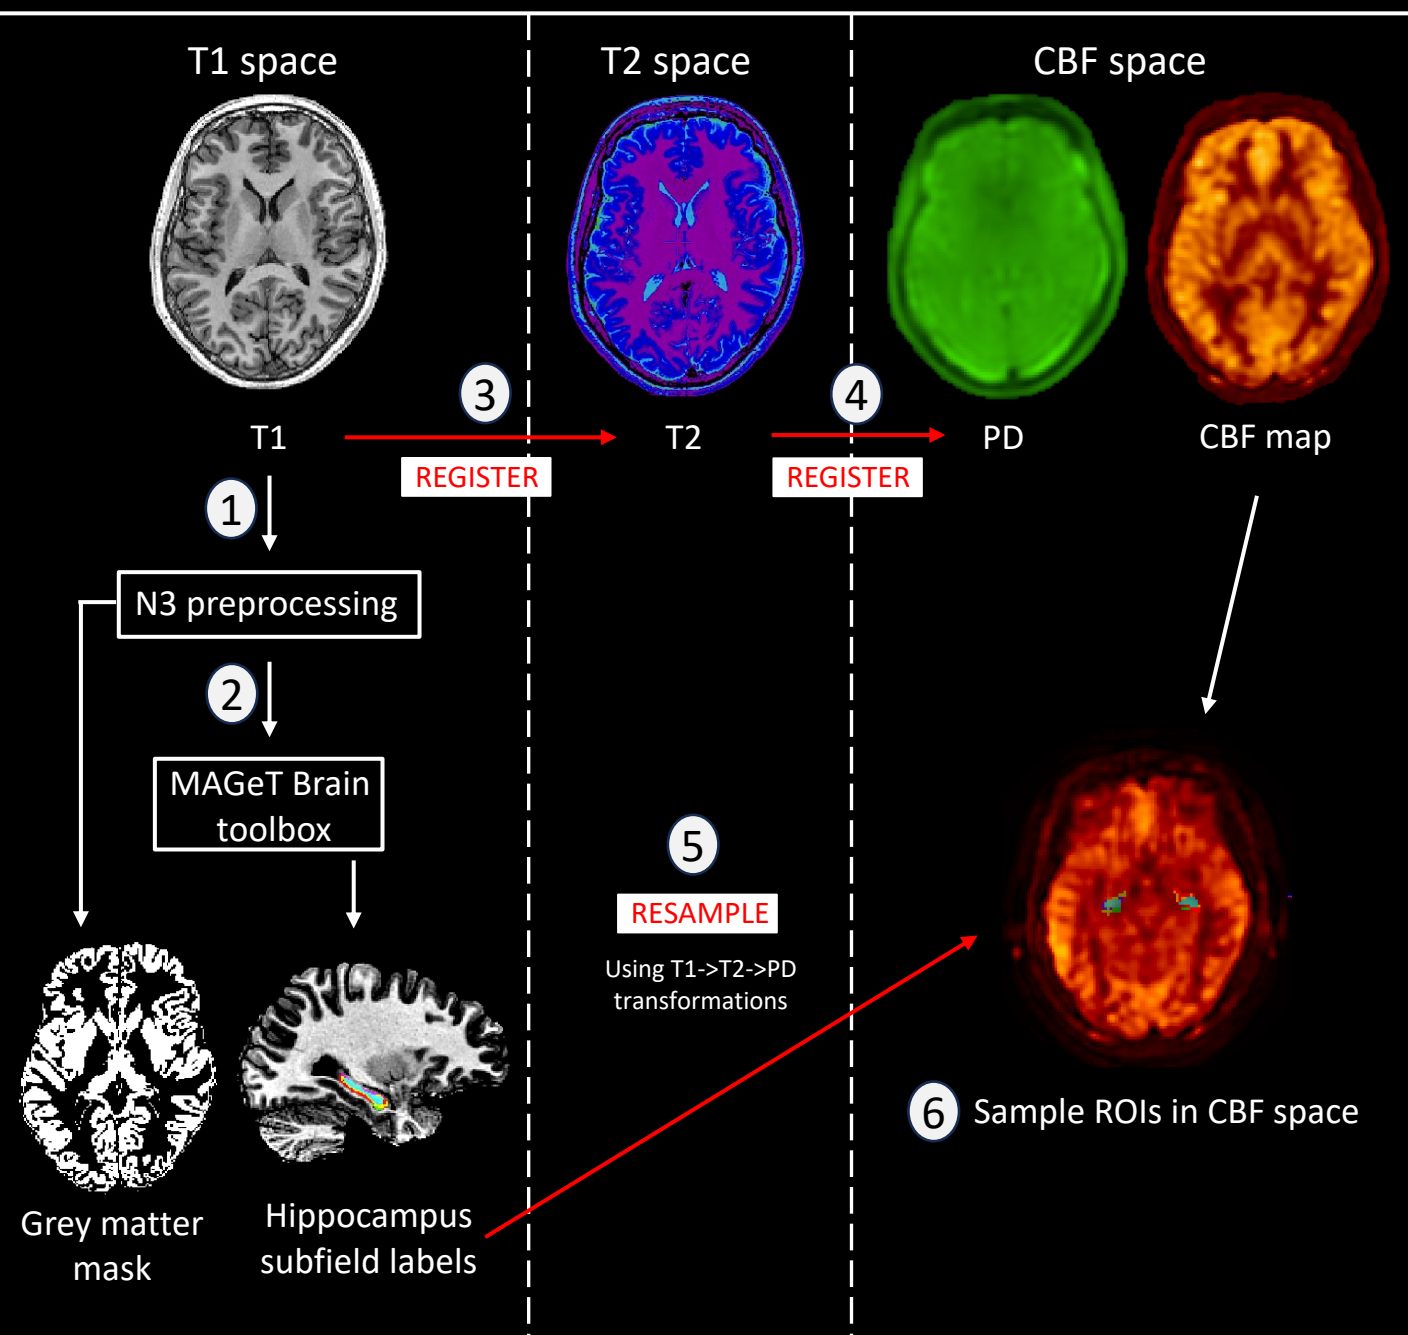 T1 space
T2 space
CBF space
3
4
T1
T2
PD
CBF map
REGISTER
REGISTER
1
N3 preprocessing
2
MAGeT Brain
toolbox
5
RESAMPLE
Using T1->T2->PD
transformations
6
Sample ROIs in CBF space
Grey matter
mask
Hippocampus
subfield labels